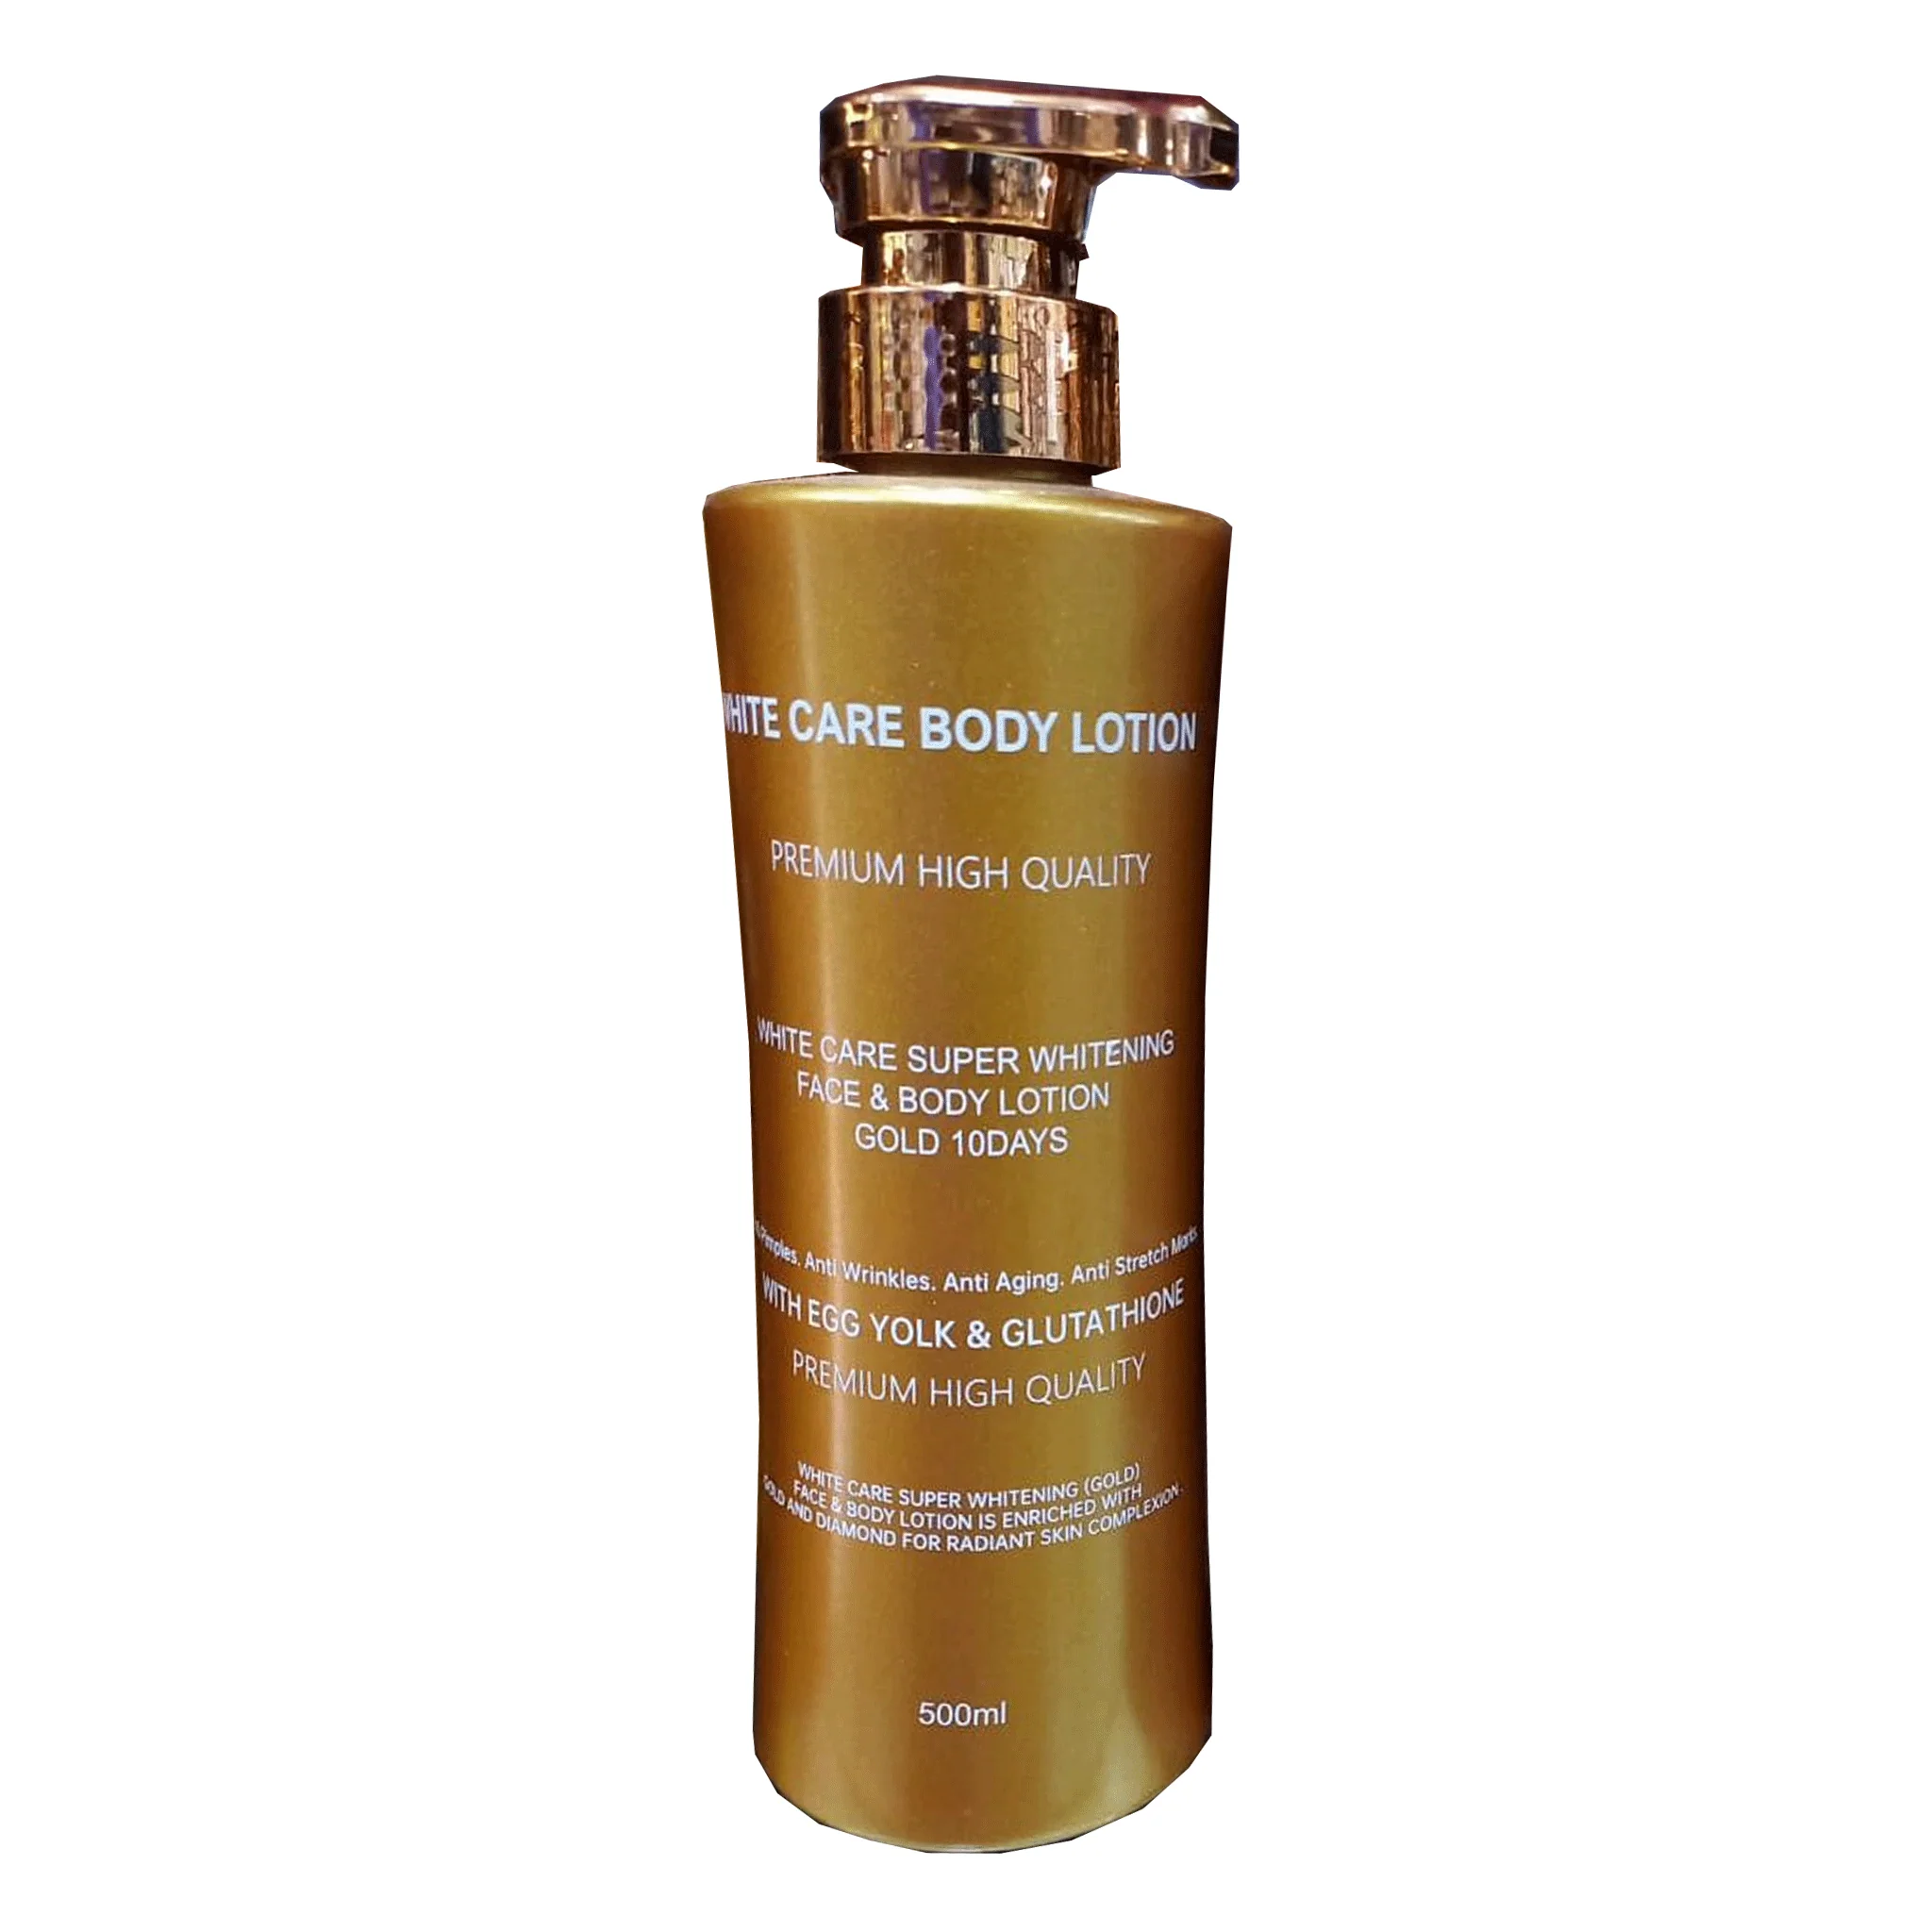 WHITE CARE BODY LOTION
PREMIUM HIGH QUALITY
WHITE CARE SUPER WHITENING
FACE & BODY LOTION
GOLD 10DAYS
Pimples. Anti Wrinkles. Anti Aging. Anti Stretch Marks.
WITH EGG YOLK & GLUTATHIONE
PREMIUM HIGH QUALITY
WHITE CARE SUPER WHITENING (GOLD)
FACE & BODY LOTION IS ENRICHED WITH
GOLD AND DIAMOND FOR RADIANT SKIN COMPLEXION.
500ml